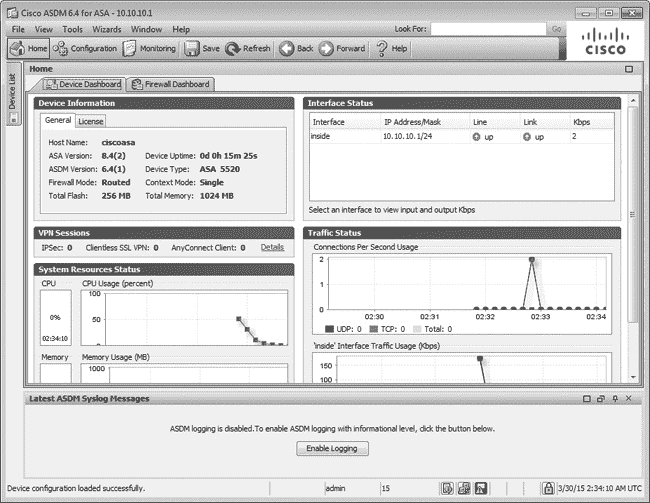 Cisco ASDM 6.4 for ASA - 10.10.10.1
File View Tools Wizards Window Help Look For: Go
Home Configuration Monitoring Save Refresh Back Forward Help
CISCO
Device List
Home
Device Dashboard Firewall Dashboard
Device Information
General License
Host Name: ciscoasa
ASA Version: 8.4(2) Device Uptime: 0d 0h 15m 25s
ASDM Version: 6.4(1) Device Type: ASA 5520
Firewall Mode: Routed Context Mode: Single
Total Flash: 256 MB Total Memory: 1024 MB
Interface Status
Interface IP Address/Mask Line Link Kbps
inside 10.10.10.1/24 up up 2
Select an interface to view input and output Kbps
VPN Sessions
IPSec: 0 Clientless SSL VPN: 0 AnyConnect Client: 0 Details
System Resources Status
CPU CPU Usage (percent)
100
50
0
0%
02:34:10
Memory Memory Usage (MB)
1000
Traffic Status
Connections Per Second Usage
2
1
0
02:30 02:31 02:32 02:33 02:34
UDP: 0 TCP: 0 Total: 0
'inside' Interface Traffic Usage (Kbps)
150
100
Latest ASDM Syslog Messages
ASDM logging is disabled.To enable ASDM logging with informational level, click the button below.
Enable Logging
Device configuration loaded successfully. admin 15 3/30/15 2:34:10 AM UTC